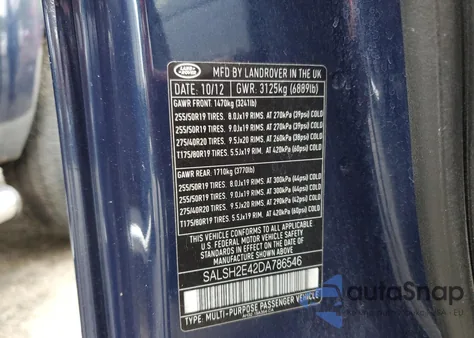 LAND ROVER
MFD BY LANDROVER IN THE UK
DATE: 10/12 GWR: 3125kg (6889lb)
GAWR FRONT: 1470kg (3241lb)
255/50R19 TIRES. 8.0Jx19 RIMS. AT 270kPa (39psi) COLD
255/50R19 TIRES. 9.0Jx19 RIMS. AT 270kPa (39psi) COLD
275/40R20 TIRES. 9.5Jx20 RIMS. AT 260kPa (38psi) COLD
T175/80R19 TIRES. 5.5Jx19 RIM. AT 420kPa (60psi) COLD
GAWR REAR: 1710kg (3770lb)
255/50R19 TIRES. 8.0Jx19 RIMS. AT 300kPa (44psi) COLD
255/50R19 TIRES. 9.0Jx19 RIMS. AT 300kPa (44psi) COLD
275/40R20 TIRES. 9.5Jx20 RIMS. AT 290kPa (42psi) COLD
T175/80R19 TIRES. 5.5Jx19 RIM. AT 420kPa (60psi) COLD
THIS VEHICLE CONFORMS TO ALL APPLICABLE
U.S. FEDERAL MOTOR VEHICLE SAFETY AND
THEFT PREVENTION STANDARDS IN EFFECT ON
THE DATE OF MANUFACTURE SHOWN ABOVE.
SALSH2E42DA786546
TYPE: MULTI-PURPOSE PASSENGER VEHICLE
autoSnap